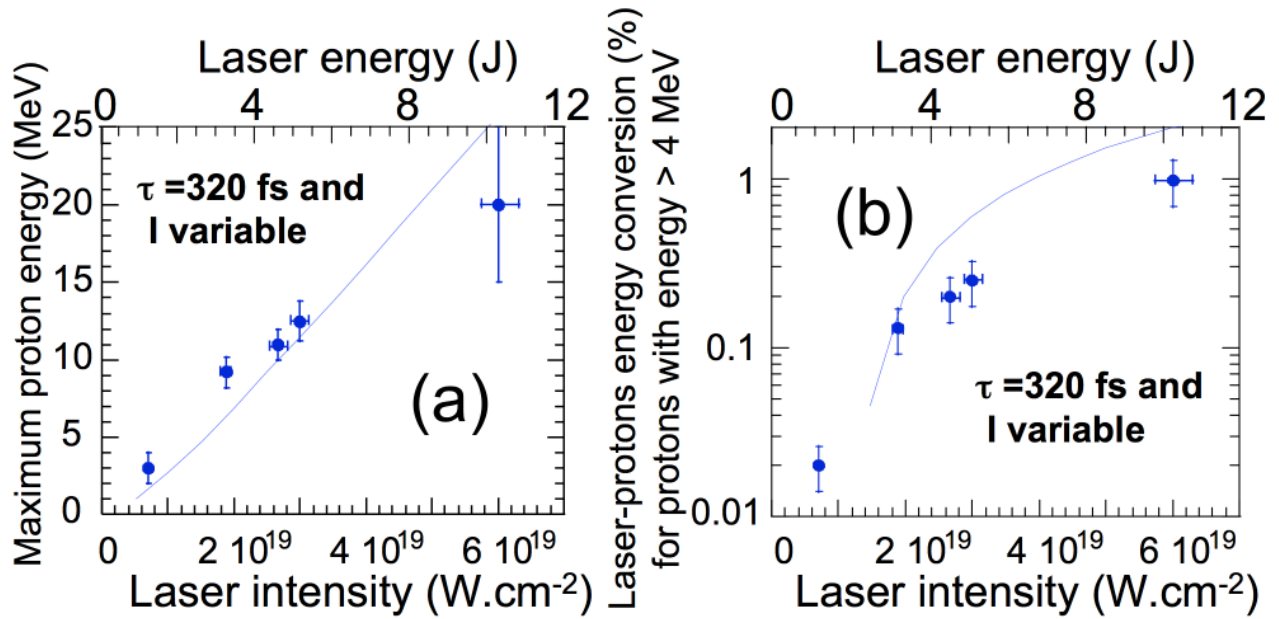 Laser energy (J)
0 4 8 12
Maximum proton energy (MeV)
25
20
15
10
5
0
τ =320 fs and
I variable
(a)
0 2 10¹⁹ 4 10¹⁹ 6 10¹⁹
Laser intensity (W.cm-²)
Laser energy (J)
0 4 8 12
Laser-protons energy conversion (%)
for protons with energy > 4 MeV
1
0.1
0.01
(b)
τ =320 fs and
I variable
0 2 10¹⁹ 4 10¹⁹ 6 10¹⁹
Laser intensity (W.cm-²)